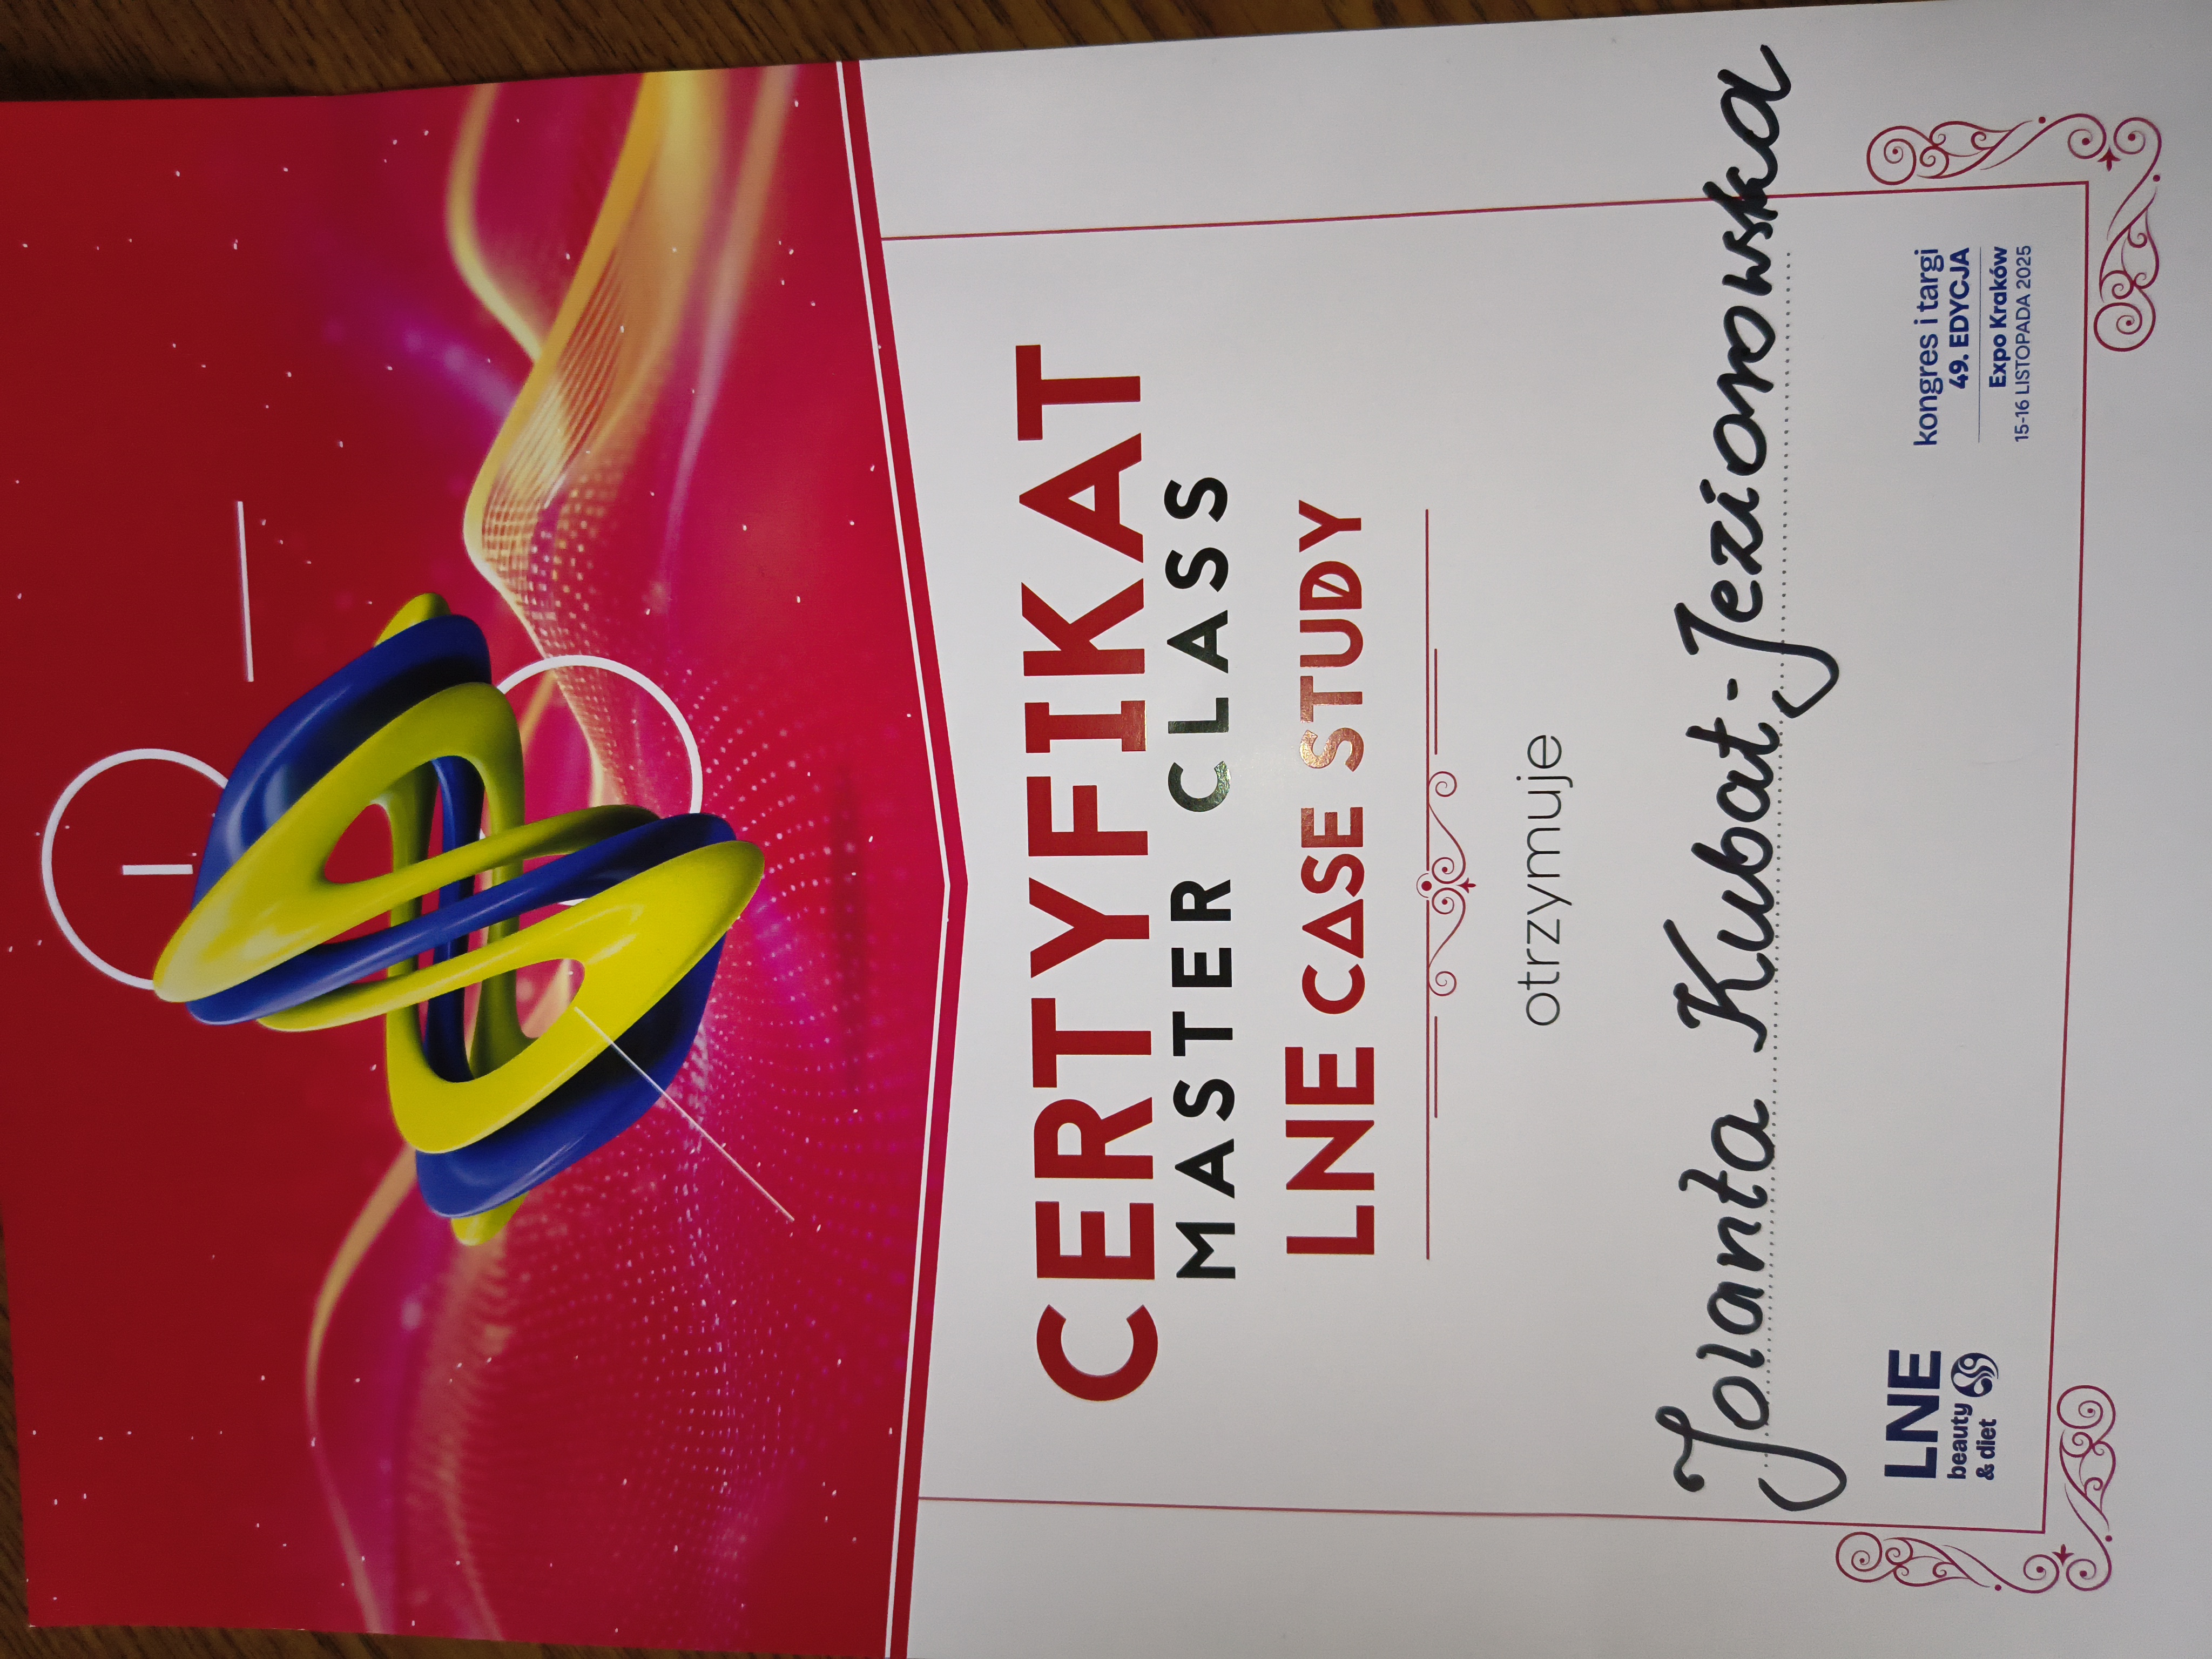 CERTYFIKAT
MASTER CLASS
LNE CASE STUDY
otrzymuje
Jolanta Kubat-Jezionowska
LNE
beauty
& diet
kongres i targi
49. EDYCJA
Expo Kraków
15-16 LISTOPADA 2025